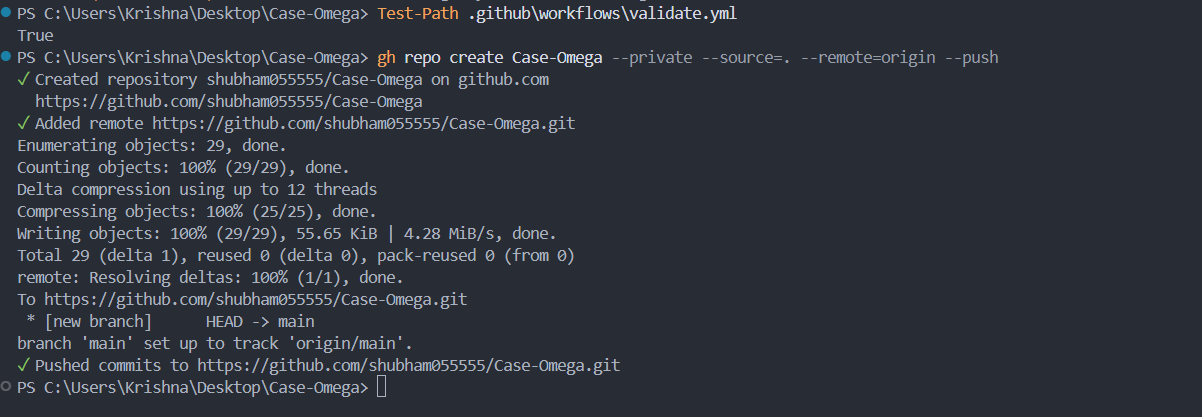 PS C:\Users\Krishna\Desktop\Case-Omega> Test-Path .github\workflows\validate.yml
True
PS C:\Users\Krishna\Desktop\Case-Omega> gh repo create Case-Omega --private --source=. --remote=origin --push
✓ Created repository shubham055555/Case-Omega on github.com
  https://github.com/shubham055555/Case-Omega
✓ Added remote https://github.com/shubham055555/Case-Omega.git
Enumerating objects: 29, done.
Counting objects: 100% (29/29), done.
Delta compression using up to 12 threads
Compressing objects: 100% (25/25), done.
Writing objects: 100% (29/29), 55.65 KiB | 4.28 MiB/s, done.
Total 29 (delta 1), reused 0 (delta 0), pack-reused 0 (from 0)
remote: Resolving deltas: 100% (1/1), done.
To https://github.com/shubham055555/Case-Omega.git
 * [new branch]      HEAD -> main
branch 'main' set up to track 'origin/main'.
✓ Pushed commits to https://github.com/shubham055555/Case-Omega.git
PS C:\Users\Krishna\Desktop\Case-Omega>